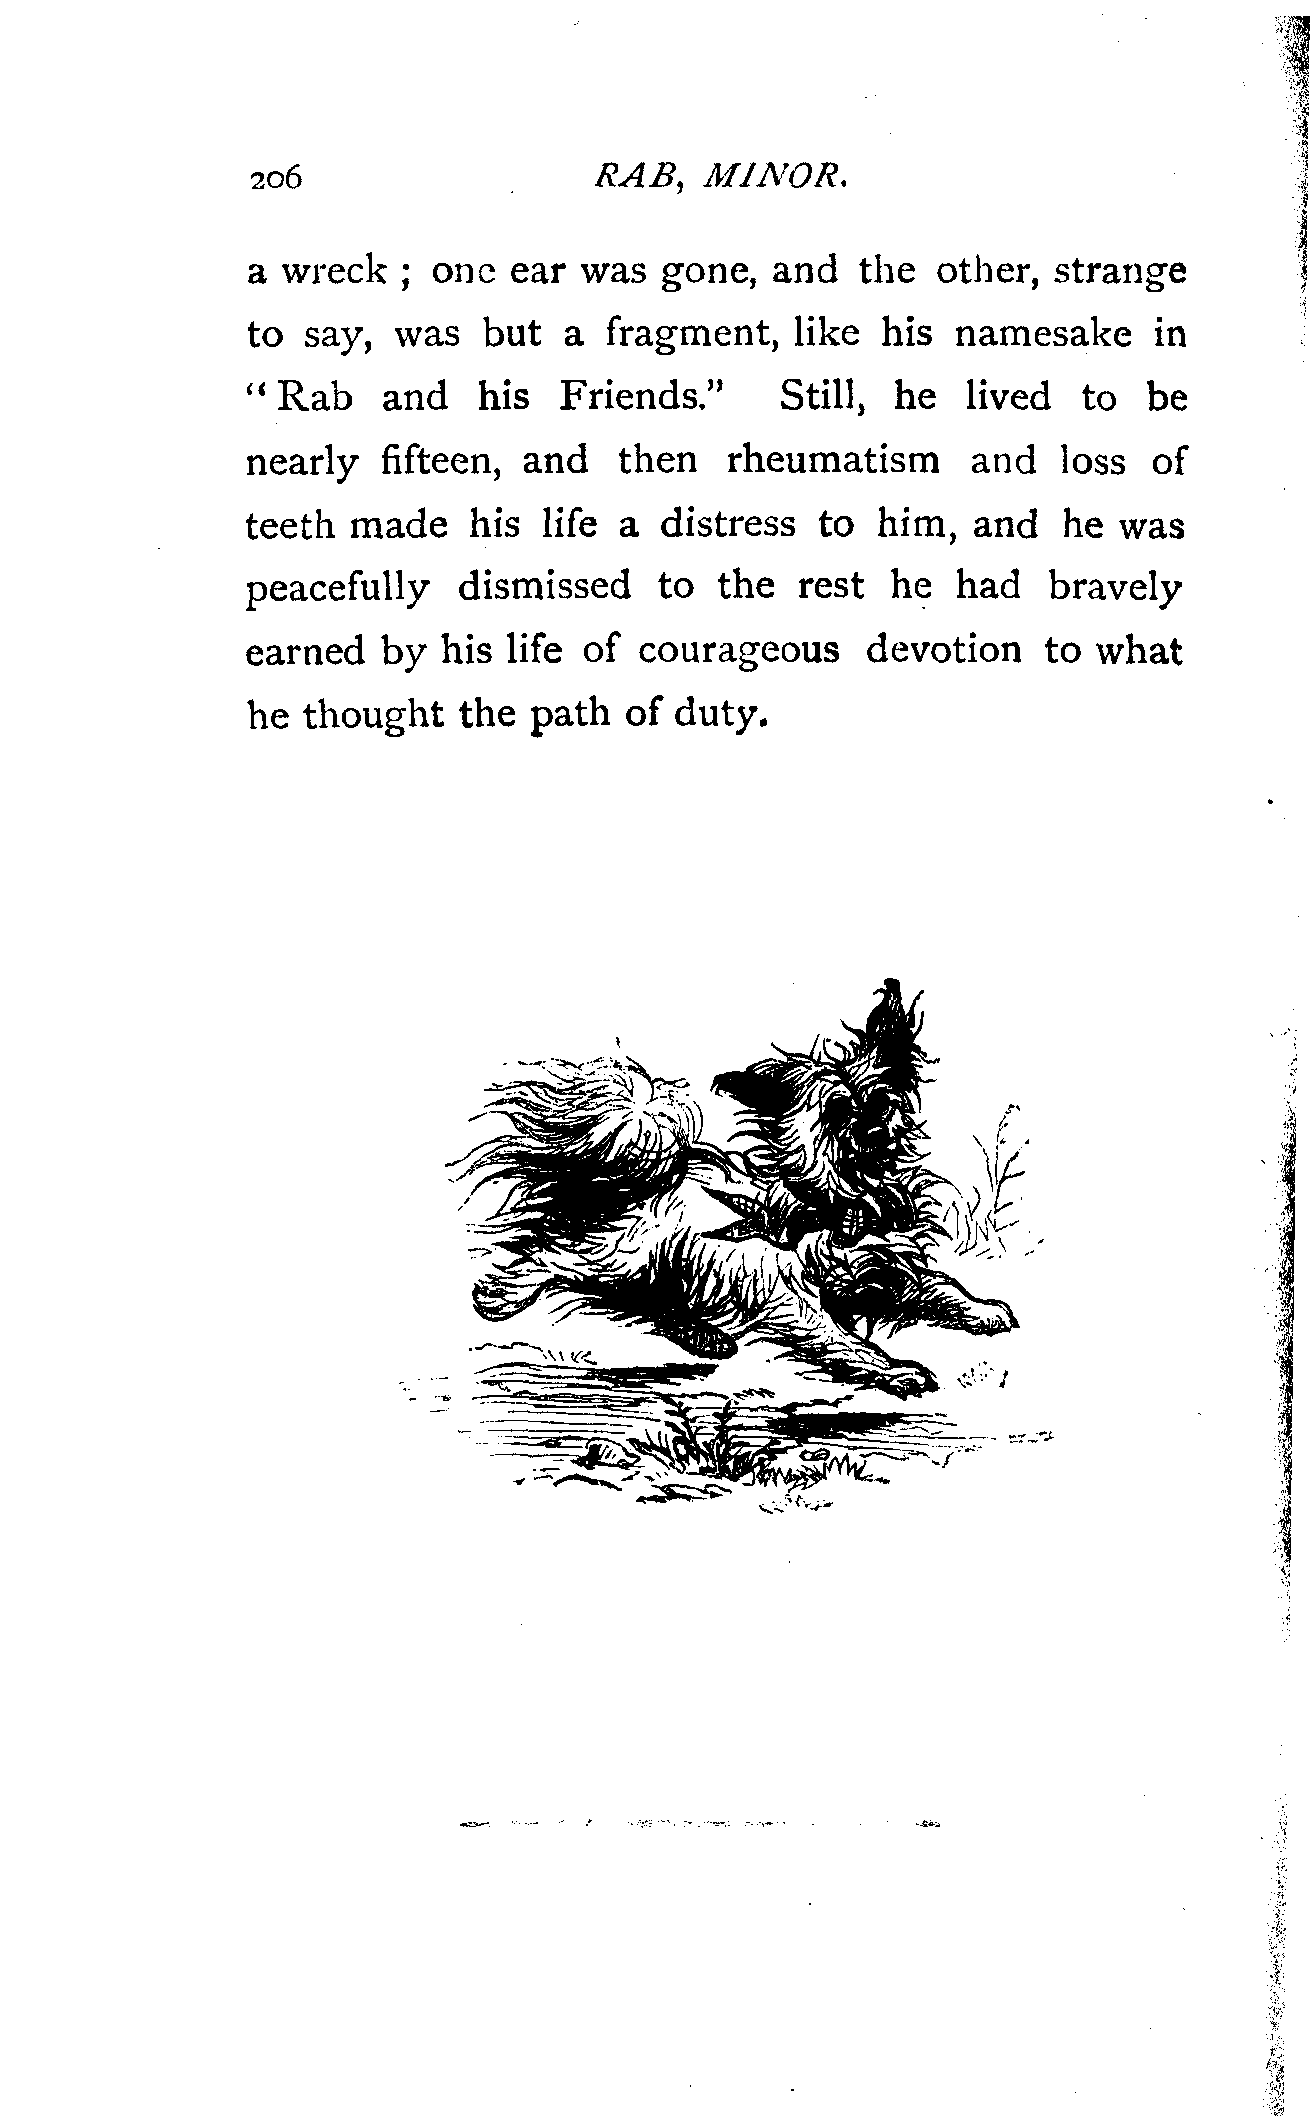 206 RAB, MINOR.
a wreck ; one ear was gone, and the other, strange
to say, was but a fragment, like his namesake in
“Rab and his Friends.” Still, he lived to be
nearly fifteen, and then rheumatism and loss of
teeth made his life a distress to him, and he was
peacefully dismissed to the rest he had bravely
earned by his life of courageous devotion to what
he thought the path of duty.